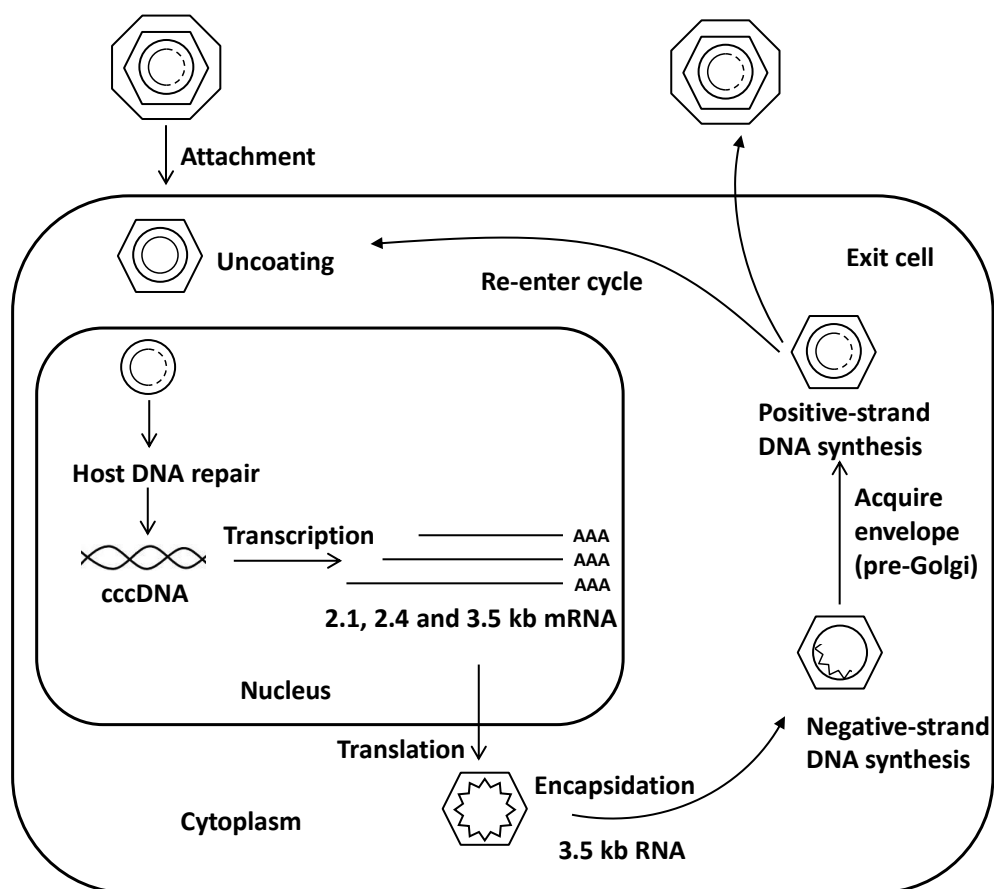 Attachment
Uncoating
Re-enter cycle
Exit cell
Positive-strand
DNA synthesis
Host DNA repair
Acquire
envelope
(pre-Golgi)
Transcription
AAA
AAA
AAA
cccDNA
2.1, 2.4 and 3.5 kb mRNA
Nucleus
Negative-strand
DNA synthesis
Translation
Encapsidation
Cytoplasm
3.5 kb RNA